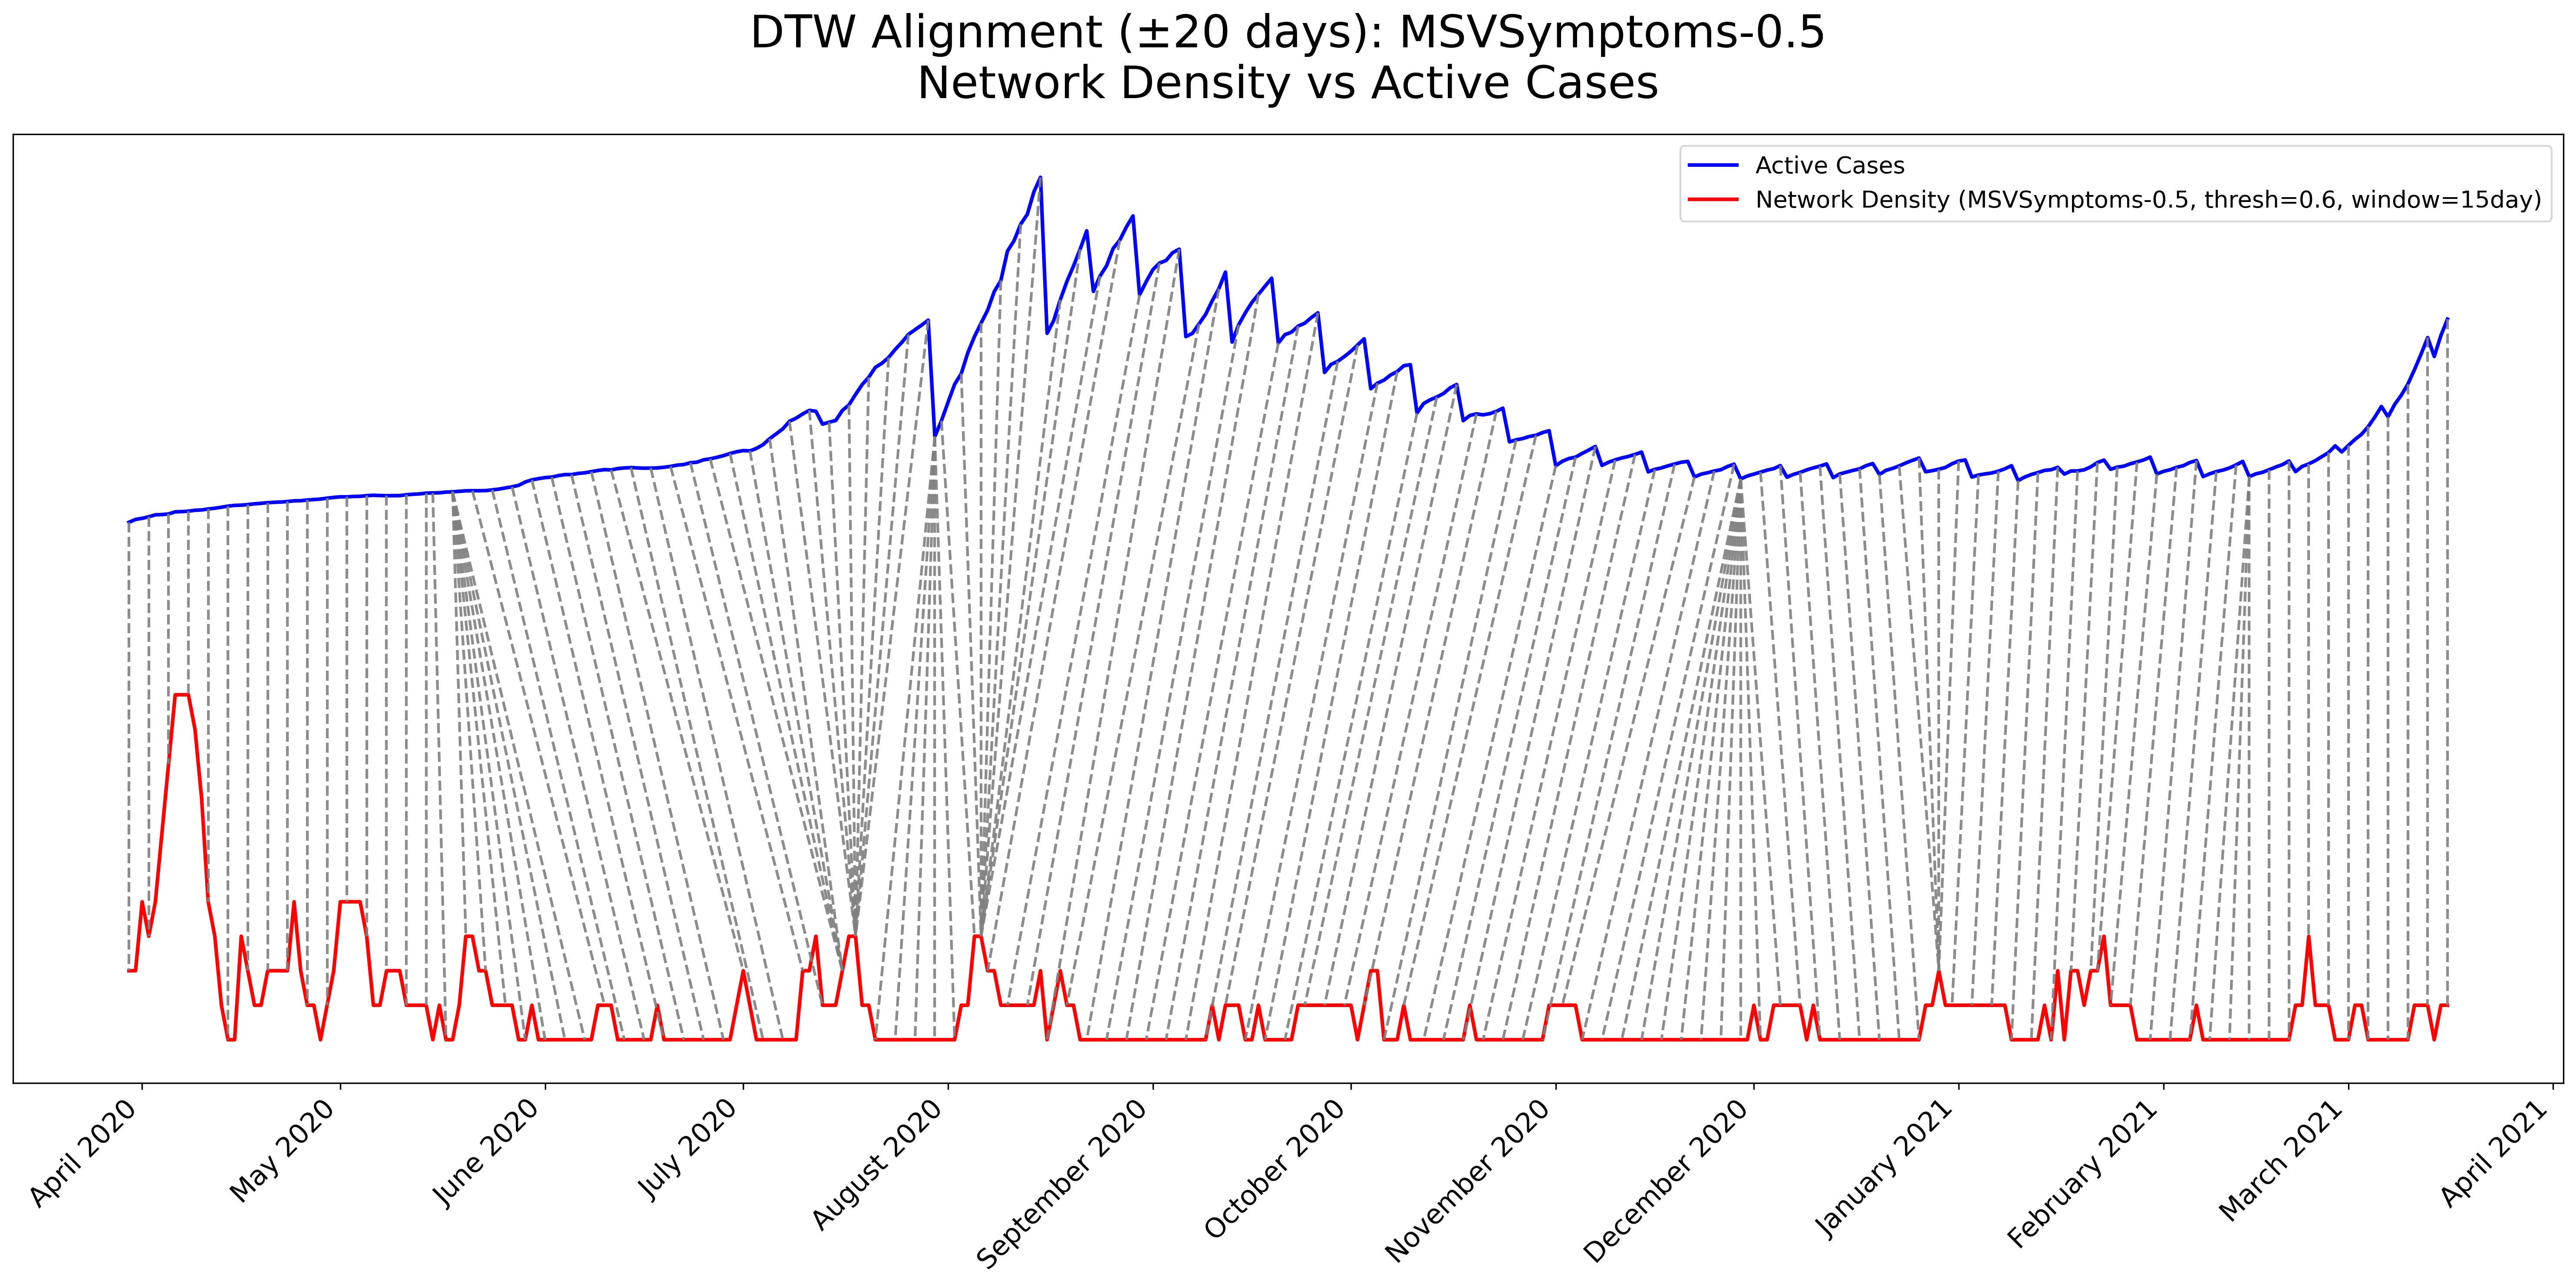 DTW Alignment (±20 days): MSVSymptoms-0.5
Network Density vs Active Cases
Active Cases
Network Density (MSVSymptoms-0.5, thresh=0.6, window=15day)
April 2020
May 2020
June 2020
July 2020
August 2020
September 2020
October 2020
November 2020
December 2020
January 2021
February 2021
March 2021
April 2021